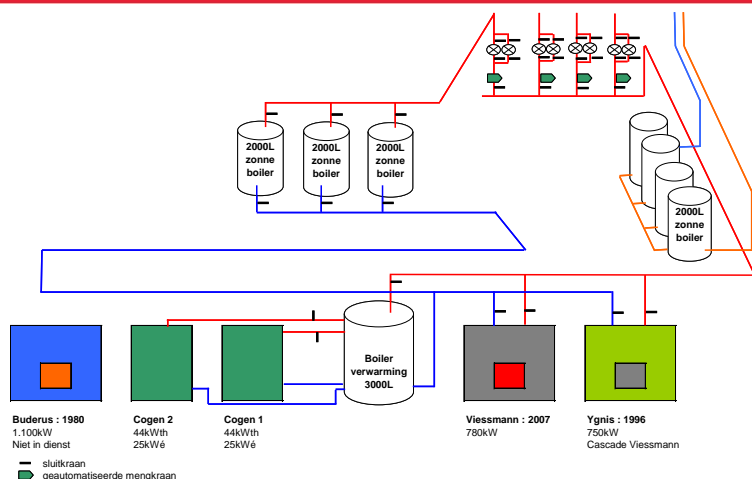 2000L
zonne
boiler
2000L
zonne
boiler
2000L
zonne
boiler
2000L
zonne
boiler
Boiler
verwarming
3000L
Buderus : 1980
1.100kW
Niet in dienst
Cogen 2
44kWth
25kWé
Cogen 1
44kWth
25kWé
Viessmann : 2007
780kW
Ygnis : 1996
750kW
Cascade Viessmann
sluitkraan
geautomatiseerde mengkraan